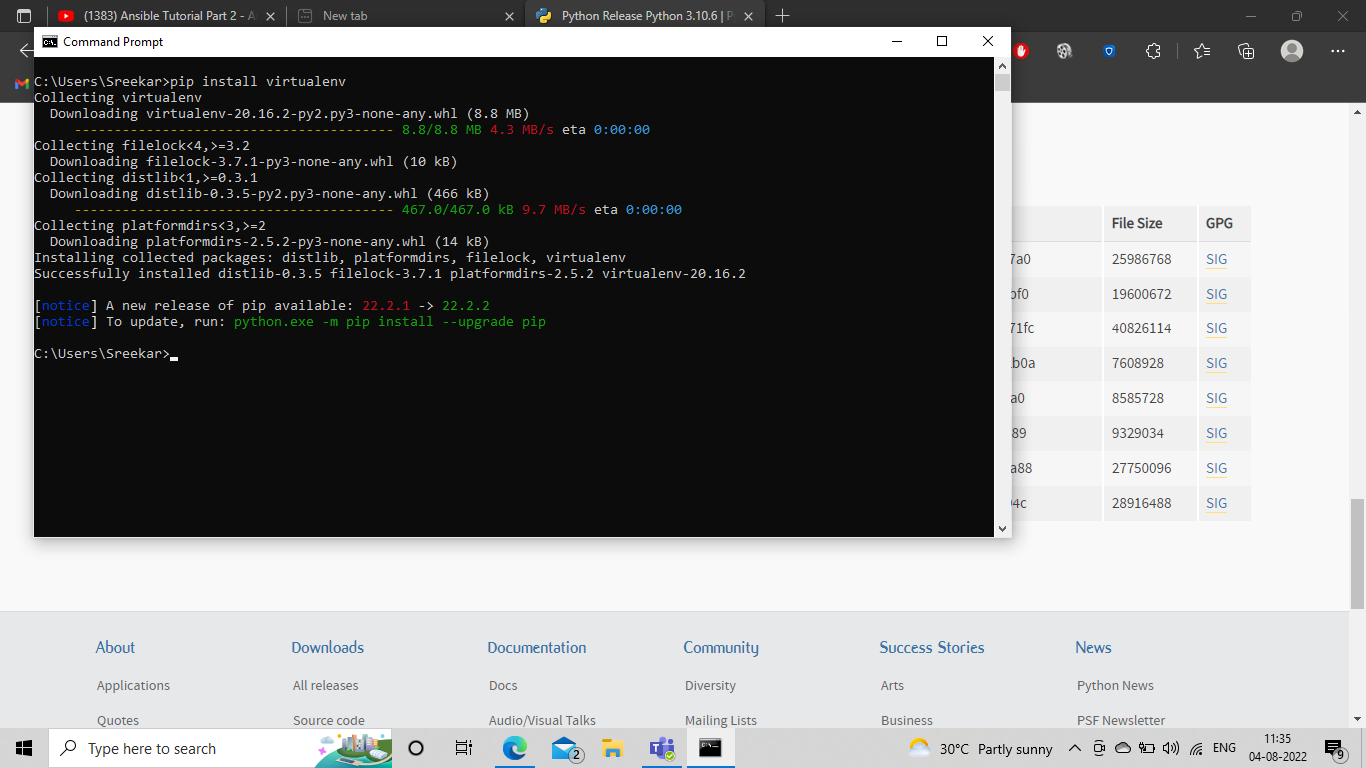 (1383) Ansible Tutorial Part 2 - A
New tab
Python Release Python 3.10.6 | P
Command Prompt
C:\Users\Sreekar>pip install virtualenv
Collecting virtualenv
Downloading virtualenv-20.16.2-py2.py3-none-any.whl (8.8 MB)
---------------------------------------- 8.8/8.8 MB 4.3 MB/s eta 0:00:00
Collecting filelock<4,>=3.2
Downloading filelock-3.7.1-py3-none-any.whl (10 kB)
Collecting distlib<1,>=0.3.1
Downloading distlib-0.3.5-py2.py3-none-any.whl (466 kB)
---------------------------------------- 467.0/467.0 kB 9.7 MB/s eta 0:00:00
Collecting platformdirs<3,>=2
Downloading platformdirs-2.5.2-py3-none-any.whl (14 kB)
Installing collected packages: distlib, platformdirs, filelock, virtualenv
Successfully installed distlib-0.3.5 filelock-3.7.1 platformdirs-2.5.2 virtualenv-20.16.2
[notice] A new release of pip available: 22.2.1 -> 22.2.2
[notice] To update, run: python.exe -m pip install --upgrade pip
C:\Users\Sreekar>
File Size GPG
7a0 25986768 SIG
bf0 19600672 SIG
71fc 40826114 SIG
b0a 7608928 SIG
a0 8585728 SIG
89 9329034 SIG
a88 27750096 SIG
4c 28916488 SIG
About Downloads Documentation Community Success Stories News
Applications All releases Docs Diversity Arts Python News
Quotes Source code Audio/Visual Talks Mailing Lists Business PSF Newsletter
Type here to search
2
30°C Partly sunny
ENG
11:35
04-08-2022
9